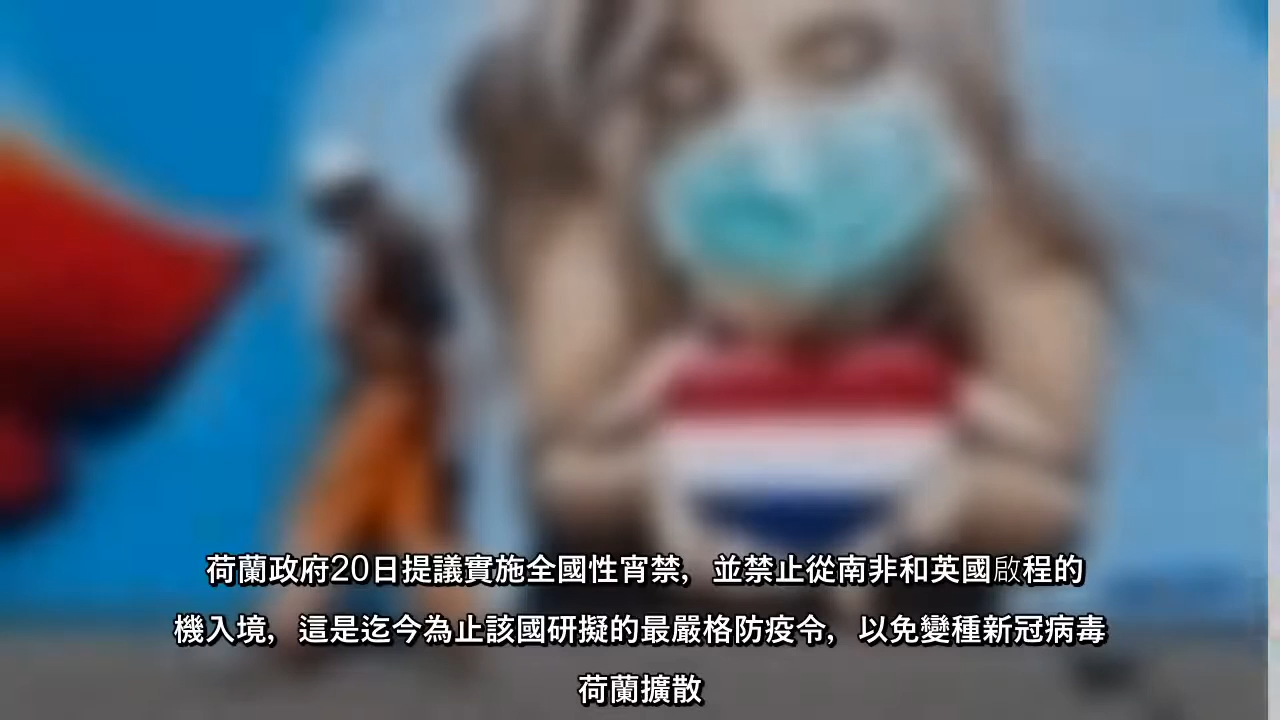 荷蘭政府20日提議實施全國性宵禁，並禁止從南非和英國啟程的
機入境，這是迄今為止該國研擬的最嚴格防疫令，以免變種新冠病毒
荷蘭擴散